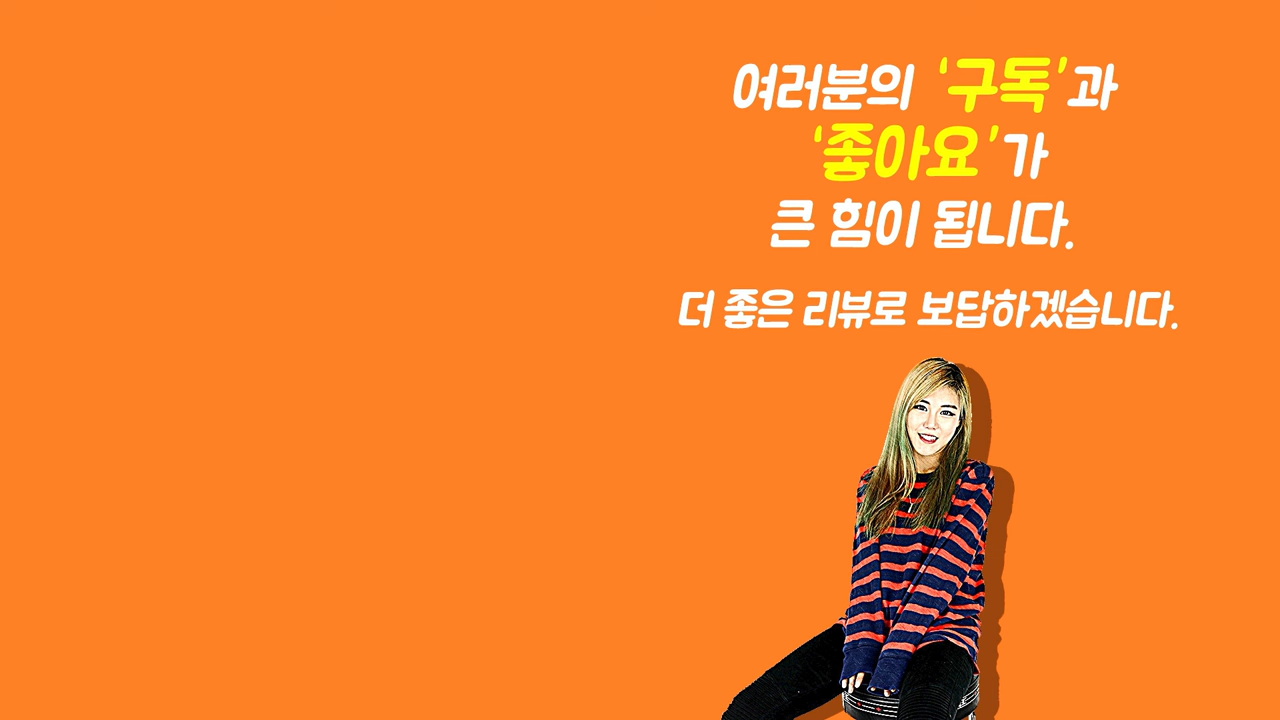 여러분의 '구독'과
'좋아요'가
큰 힘이 됩니다.
더 좋은 리뷰로 보답하겠습니다.